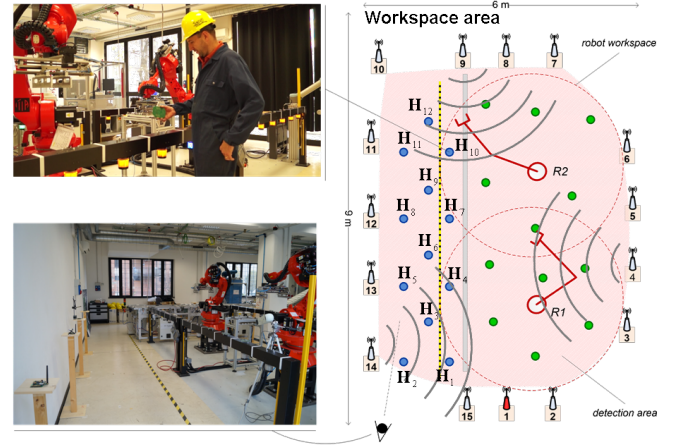 6 m
Workspace area
10
9
8
7
robot workspace
H12
11
H11
H10
6
R2
H9
5
12
H8
H7
9 m
H6
4
13
H5
H4
R1
H3
3
14
H2
H1
15
1
2
detection area